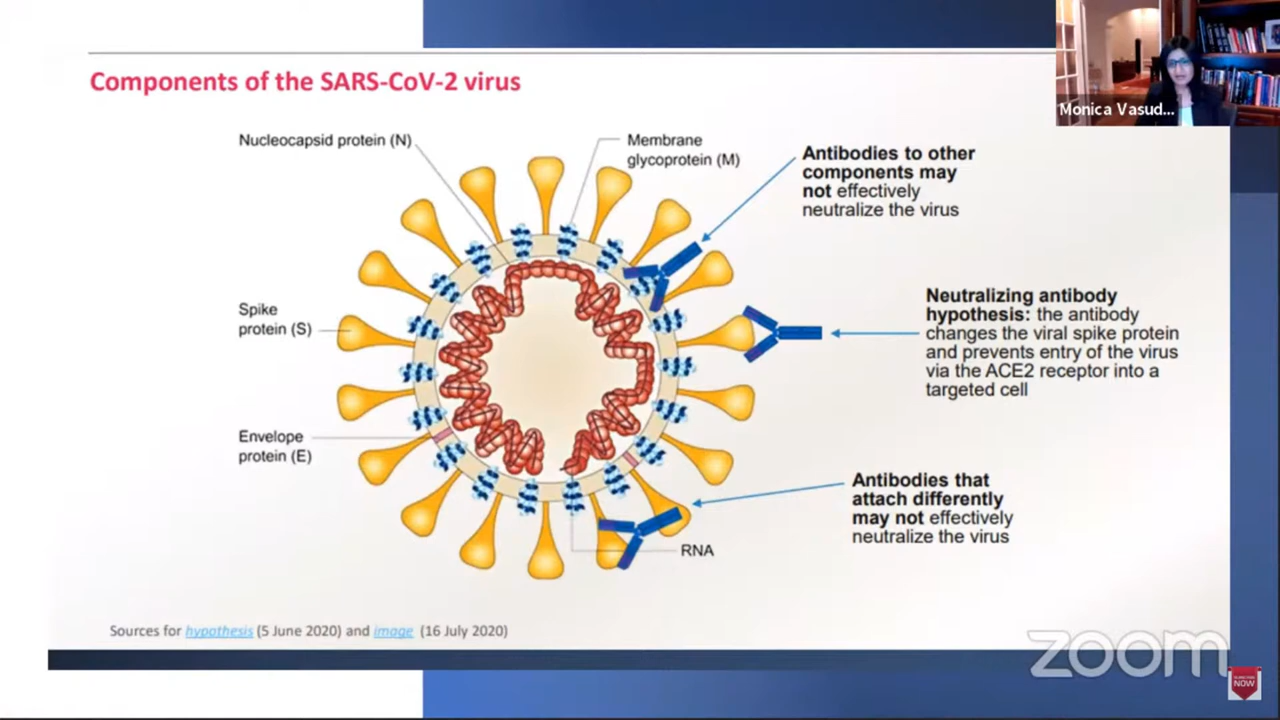 Components of the SARS-CoV-2 virus
Monica Vasud...
Nucleocapsid protein (N)
Membrane
glycoprotein (M)
Antibodies to other
components may
not effectively
neutralize the virus
Spike
protein (S)
Neutralizing antibody
hypothesis: the antibody
changes the viral spike protein
and prevents entry of the virus
via the ACE2 receptor into a
targeted cell
Envelope
protein (E)
Antibodies that
attach differently
may not effectively
neutralize the virus
RNA
Sources for hypothesis (5 June 2020) and image (16 July 2020)
zoom
NOW